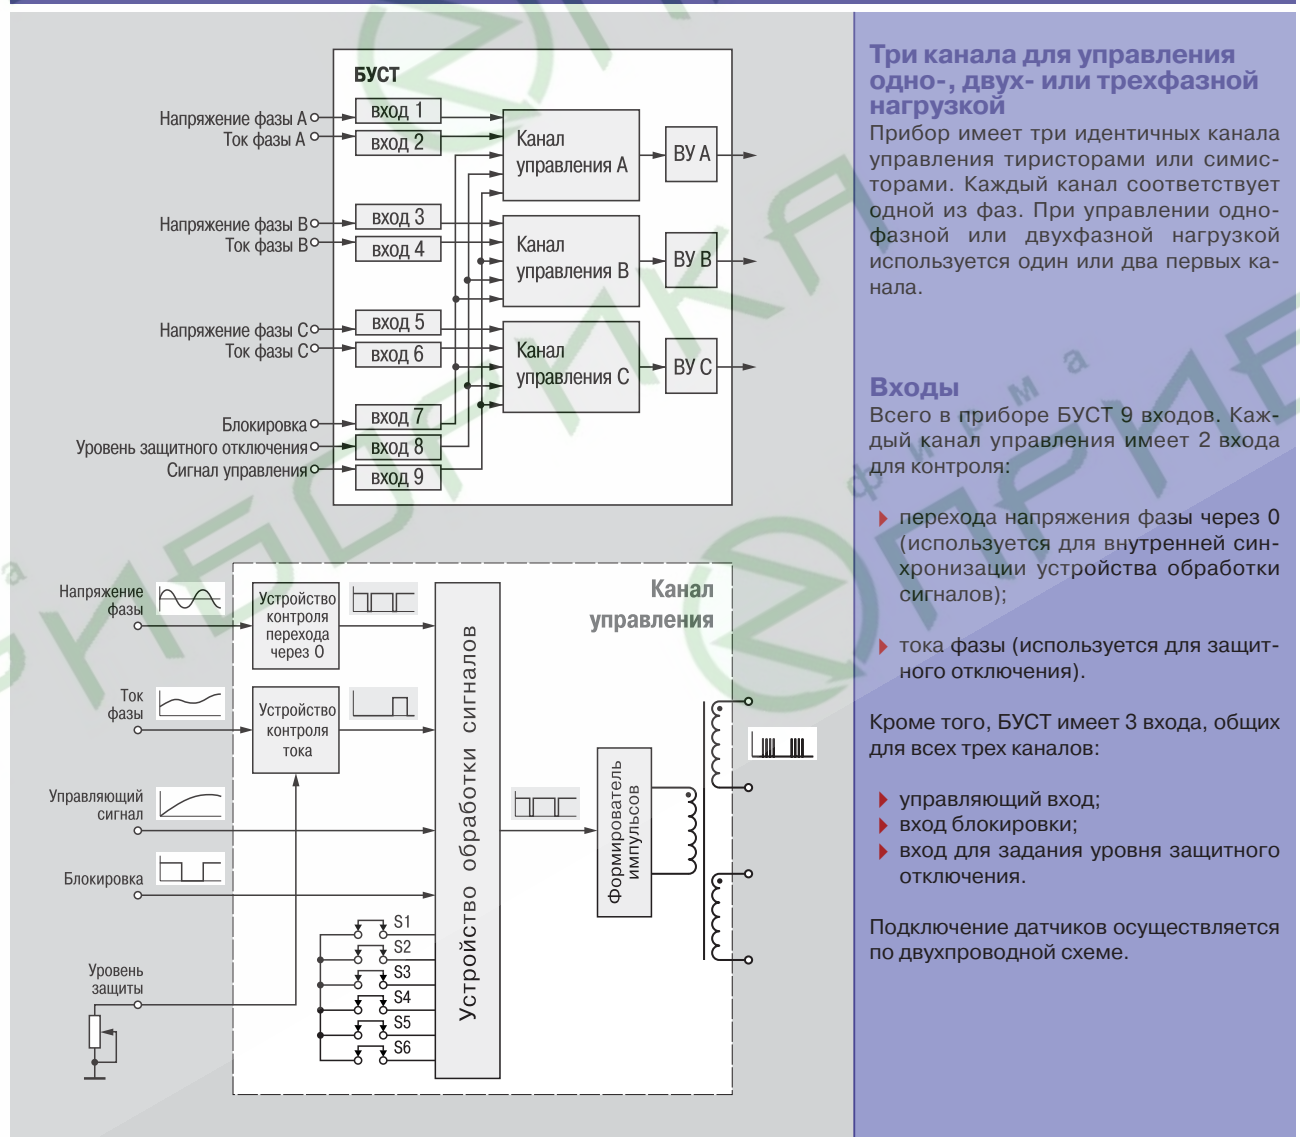 БУСТ
Напряжение фазы А
вход 1
Ток фазы А
вход 2
Канал
управления А
ВУ А
Напряжение фазы В
вход 3
Ток фазы В
вход 4
Канал
управления В
ВУ В
Напряжение фазы С
вход 5
Ток фазы С
вход 6
Канал
управления С
ВУ С
Блокировка
вход 7
Уровень защитного отключения
вход 8
Сигнал управления
вход 9
Канал
управления
Напряжение
фазы
Устройство
контроля
перехода
через 0
Ток
фазы
Устройство
контроля
тока
Управляющий
сигнал
Блокировка
Уровень
защиты
S1
S2
S3
S4
S5
S6
Устройство обработки сигналов
Формирователь
импульсов
Три канала для управления
одно-, двух- или трехфазной
нагрузкой
Прибор имеет три идентичных канала
управления тиристорами или симис-
торами. Каждый канал соответствует
одной из фаз. При управлении одно-
фазной или двухфазной нагрузкой
используется один или два первых ка-
нала.
Входы
Всего в приборе БУСТ 9 входов. Каж-
дый канал управления имеет 2 входа
для контроля:
перехода напряжения фазы через 0
(используется для внутренней син-
хронизации устройства обработки
сигналов);
тока фазы (используется для защит-
ного отключения).
Кроме того, БУСТ имеет 3 входа, общих
для всех трех каналов:
управляющий вход;
вход блокировки;
вход для задания уровня защитного
отключения.
Подключение датчиков осуществляется
по двухпроводной схеме.
фирма